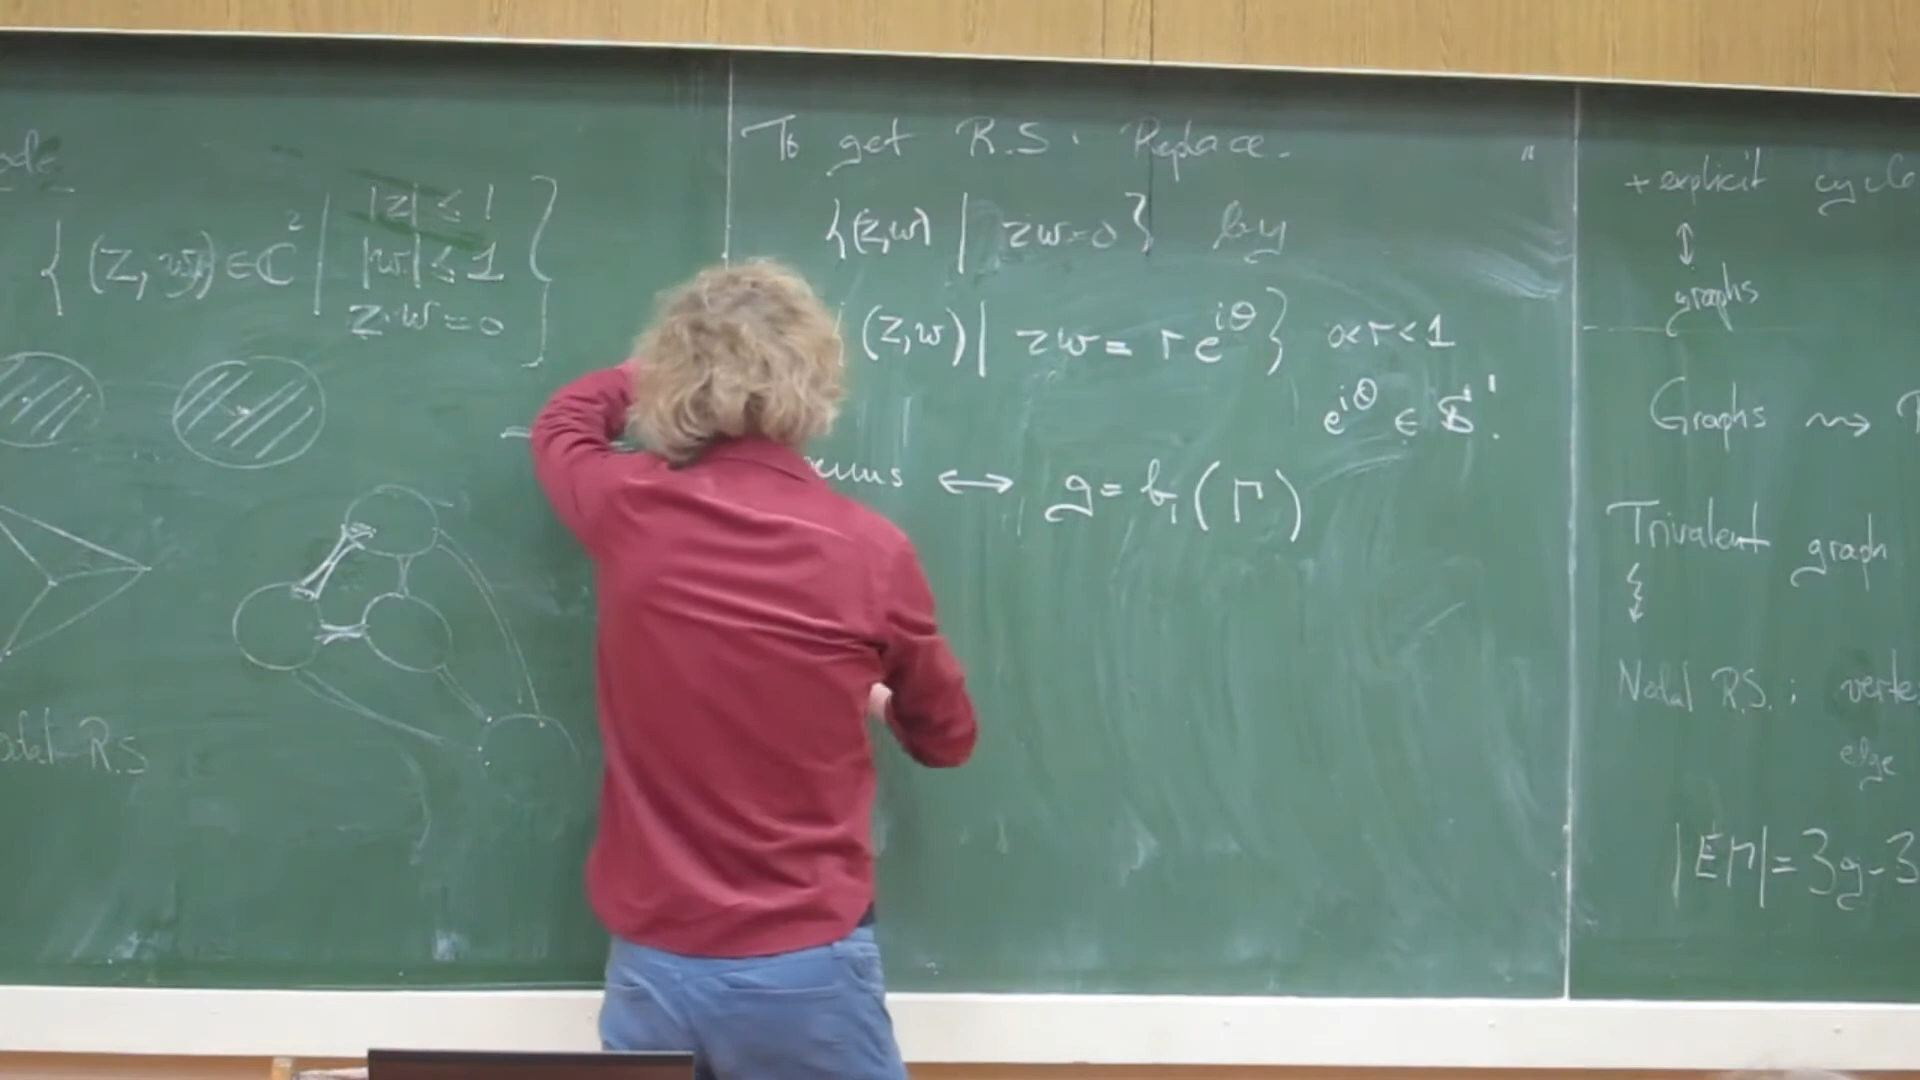 { (z, w) ∈ ℂ² | |z| ≤ 1
|w| ≤ 1
z·w = 0 }
R.S
To get R.S. Replace.
{(z,w) | zw=0} by
(z,w) | zw = r e^{iθ} } 0<r<1
e^{iθ} ∈ S¹.
↔ g = b₁(Γ)
+ explicit cycle
↕
graphs
Graphs ⇝
Trivalent graph
Nodal R.S. :
edge
|EΓ| = 3g-3